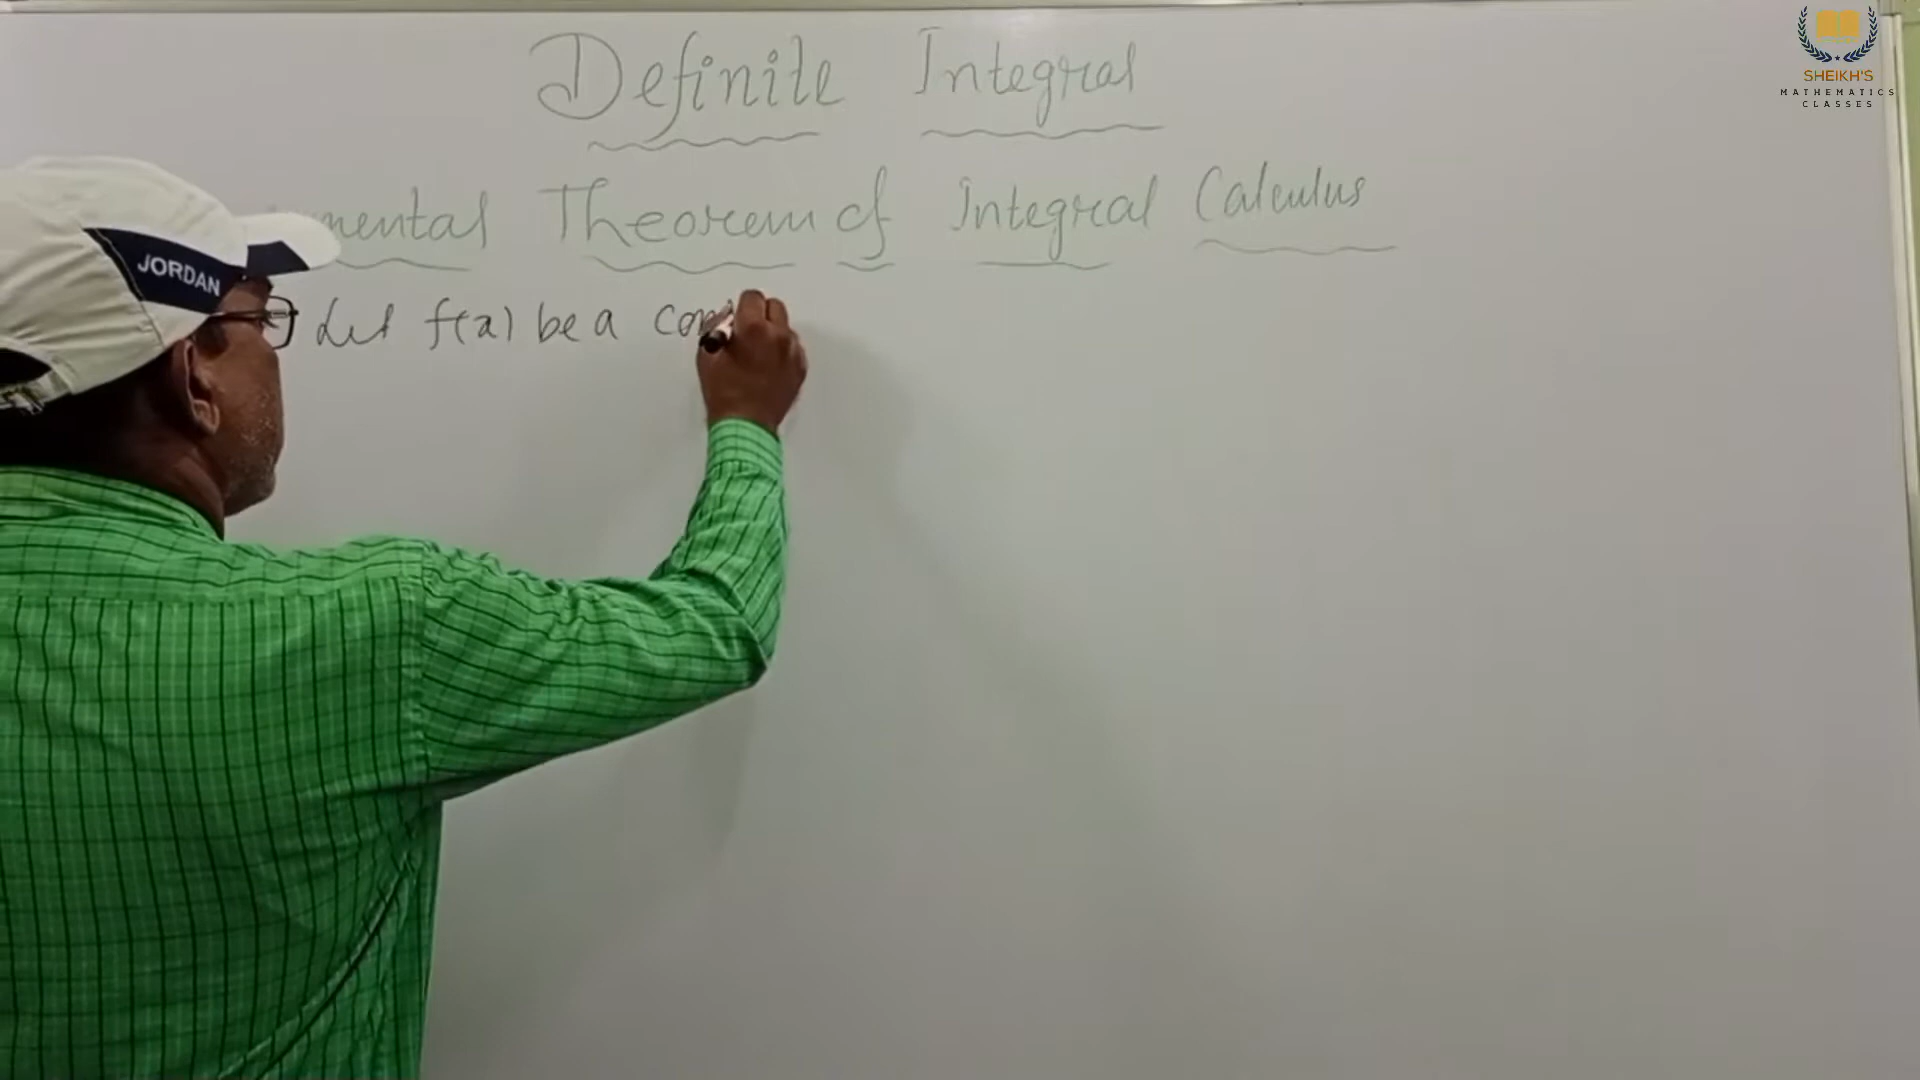 Definite Integral
mental Theorem of Integral Calculus
Let f(x) be a con
JORDAN
SHEIKH'S
MATHEMATICS
CLASSES